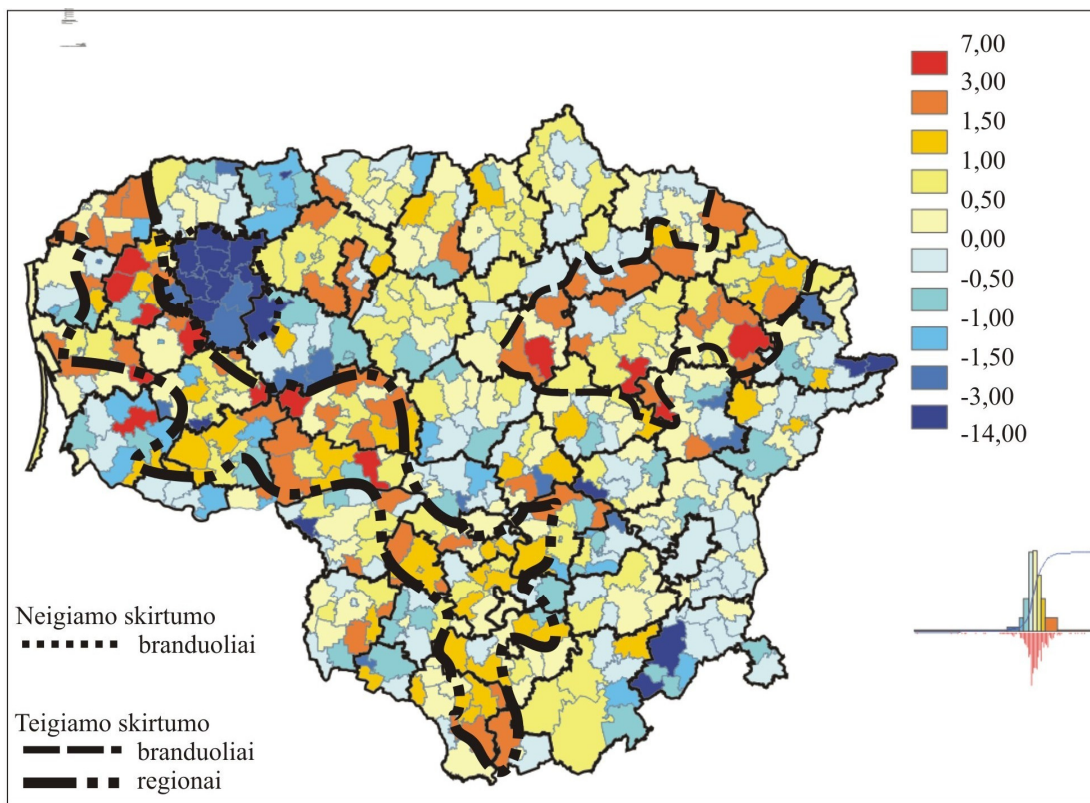 7,00
3,00
1,50
1,00
0,50
0,00
-0,50
-1,00
-1,50
-3,00
-14,00
Neigiamo skirtumo
branduoliai
Teigiamo skirtumo
branduoliai
regionai